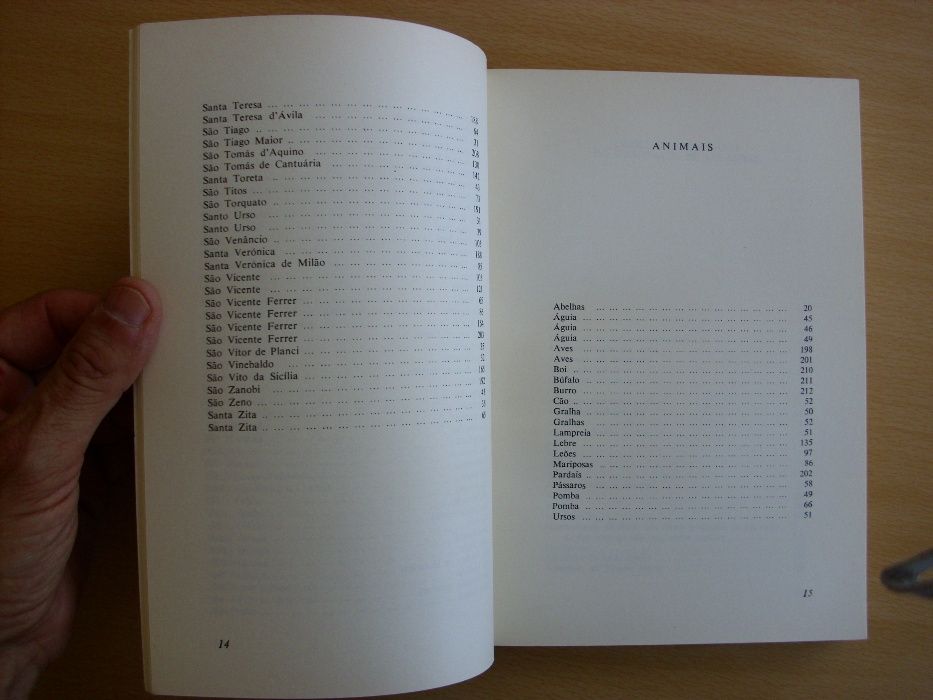 Santa Teresa ... ... ... ... ... ... ... ... ... ... ... ...
Santa Teresa d'Ávila ... ... ... ... ... ... ... ... ... ...
São Tiago .. ... ... ... ... ... ... ... ... ... ... ... ...
São Tiago Maior .. ... ... ... ... ... ... ... ... ... ...
São Tomás d'Aquino ... ... ... ... ... ... ... ... ... ...
São Tomás de Cantuária ... ... ... ... ... ... ... ... ...
Santa Toreta ... ... ... ... ... ... ... ... ... ... ... ...
São Titos ... ... ... ... ... ... ... ... ... ... ... ... ...
São Torquato .. ... ... ... ... ... ... ... ... ... ... ...
Santo Urso ... ... ... ... ... ... ... ... ... ... ... ...
Santo Urso ... ... ... ... ... ... ... ... ... ... ... ...
São Venâncio .. ... ... ... ... ... ... ... ... ... ... ...
Santa Verónica ... ... ... ... ... ... ... ... ... ... ...
Santa Verónica de Milão ... ... ... ... ... ... ... ... ...
São Vicente ... ... ... ... ... ... ... ... ... ... ... ...
São Vicente ... ... ... ... ... ... ... ... ... ... ... ...
São Vicente Ferrer ... ... ... ... ... ... ... ... ... ...
São Vicente Ferrer ... ... ... ... ... ... ... ... ... ...
São Vicente Ferrer ... ... ... ... ... ... ... ... ... ...
São Vicente Ferrer ... ... ... ... ... ... ... ... ... ...
São Vitor de Planci ... ... ... ... ... ... ... ... ... ...
São Vinebaldo ... ... ... ... ... ... ... ... ... ... ...
São Vito da Sicília ... ... ... ... ... ... ... ... ... ...
São Zanobi ... ... ... ... ... ... ... ... ... ... ... ...
São Zeno ... ... ... ... ... ... ... ... ... ... ... ... ...
Santa Zita .. ... ... ... ... ... ... ... ... ... ... ... ...
Santa Zita .. ... ... ... ... ... ... ... ... ... ... ... ...
14
ANIMAIS
Abelhas ... ... ... ... ... ... ... ... ... ... ... ... 20
Águia ... ... ... ... ... ... ... ... ... ... ... ... 45
Águia ... ... ... ... ... ... ... ... ... ... ... ... 46
Águia ... ... ... ... ... ... ... ... ... ... ... ... 49
Aves ... ... ... ... ... ... ... ... ... ... ... ... 198
Aves ... ... ... ... ... ... ... ... ... ... ... ... 201
Boi .. ... ... ... ... ... ... ... ... ... ... ... ... 210
Búfalo ... ... ... ... ... ... ... ... ... ... ... ... 211
Burro ... ... ... ... ... ... ... ... ... ... ... ... 212
Cão .. ... ... ... ... ... ... ... ... ... ... ... ... 52
Gralha ... ... ... ... ... ... ... ... ... ... ... ... 50
Gralhas ... ... ... ... ... ... ... ... ... ... ... ... 52
Lampreia ... ... ... ... ... ... ... ... ... ... ... ... 51
Lebre ... ... ... ... ... ... ... ... ... ... ... ... 135
Leões ... ... ... ... ... ... ... ... ... ... ... ... 97
Mariposas ... ... ... ... ... ... ... ... ... ... ... ... 86
Pardais .. ... ... ... ... ... ... ... ... ... ... ... 202
Pássaros ... ... ... ... ... ... ... ... ... ... ... ... 58
Pomba ... ... ... ... ... ... ... ... ... ... ... ... 49
Pomba ... ... ... ... ... ... ... ... ... ... ... ... 66
Ursos ... ... ... ... ... ... ... ... ... ... ... ... 51
15